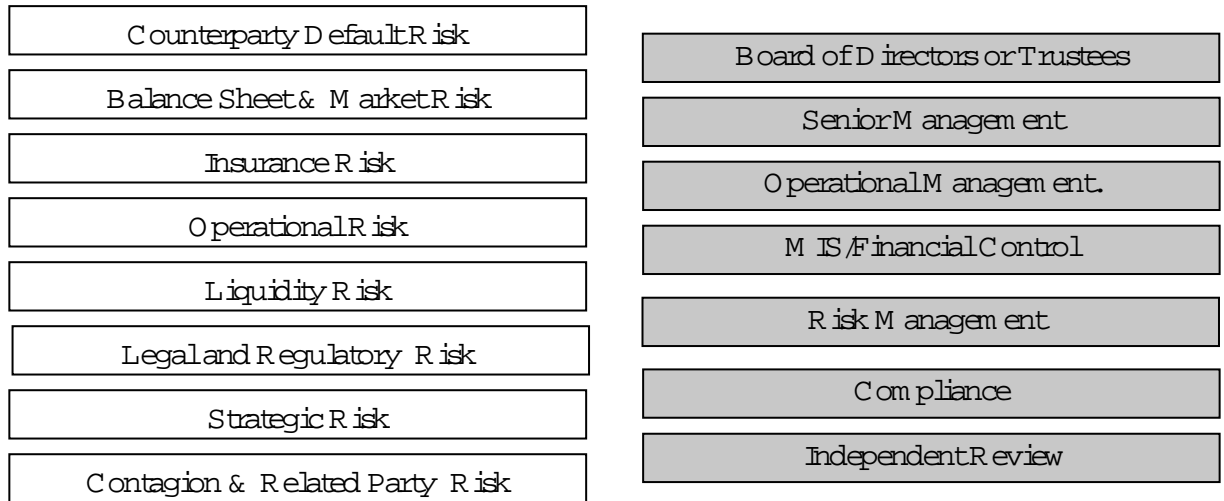 Counterparty Default Risk
Balance Sheet & Market Risk
Insurance Risk
Operational Risk
Liquidity Risk
Legal and Regulatory Risk
Strategic Risk
Contagion & Related Party Risk
Board of Directors or Trustees
Senior Management
Operational Management.
MIS/Financial Control
Risk Management
Compliance
Independent Review